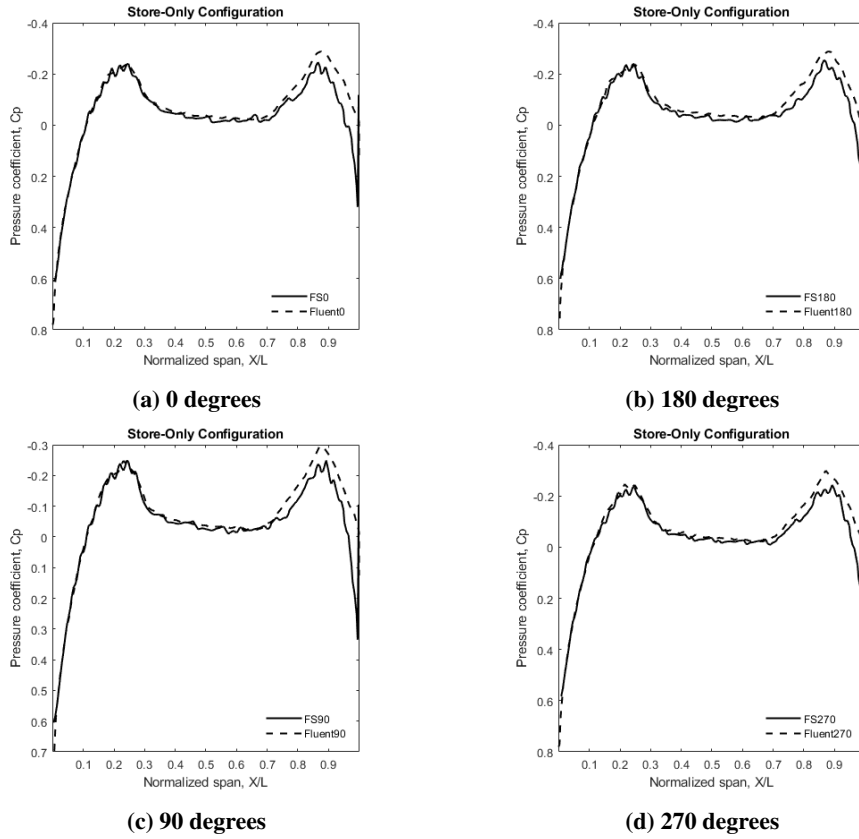 Store-Only Configuration
-0.4
-0.2
0
0.2
0.4
0.6
0.8
Pressure coefficient, Cp
FS0
Fluent0
0.1 0.2 0.3 0.4 0.5 0.6 0.7 0.8 0.9
Normalized span, X/L
(a) 0 degrees
Store-Only Configuration
-0.4
-0.2
0
0.2
0.4
0.6
0.8
Pressure coefficient, Cp
FS180
Fluent180
0.1 0.2 0.3 0.4 0.5 0.6 0.7 0.8 0.9
Normalized span, X/L
(b) 180 degrees
Store-Only Configuration
-0.3
-0.2
-0.1
0
0.1
0.2
0.3
0.4
0.5
0.6
0.7
Pressure coefficient, Cp
FS90
Fluent90
0.1 0.2 0.3 0.4 0.5 0.6 0.7 0.8 0.9
Normalized span, X/L
(c) 90 degrees
Store-Only Configuration
-0.4
-0.2
0
0.2
0.4
0.6
0.8
Pressure coefficient, Cp
FS270
Fluent270
0.1 0.2 0.3 0.4 0.5 0.6 0.7 0.8 0.9
Normalized span, X/L
(d) 270 degrees